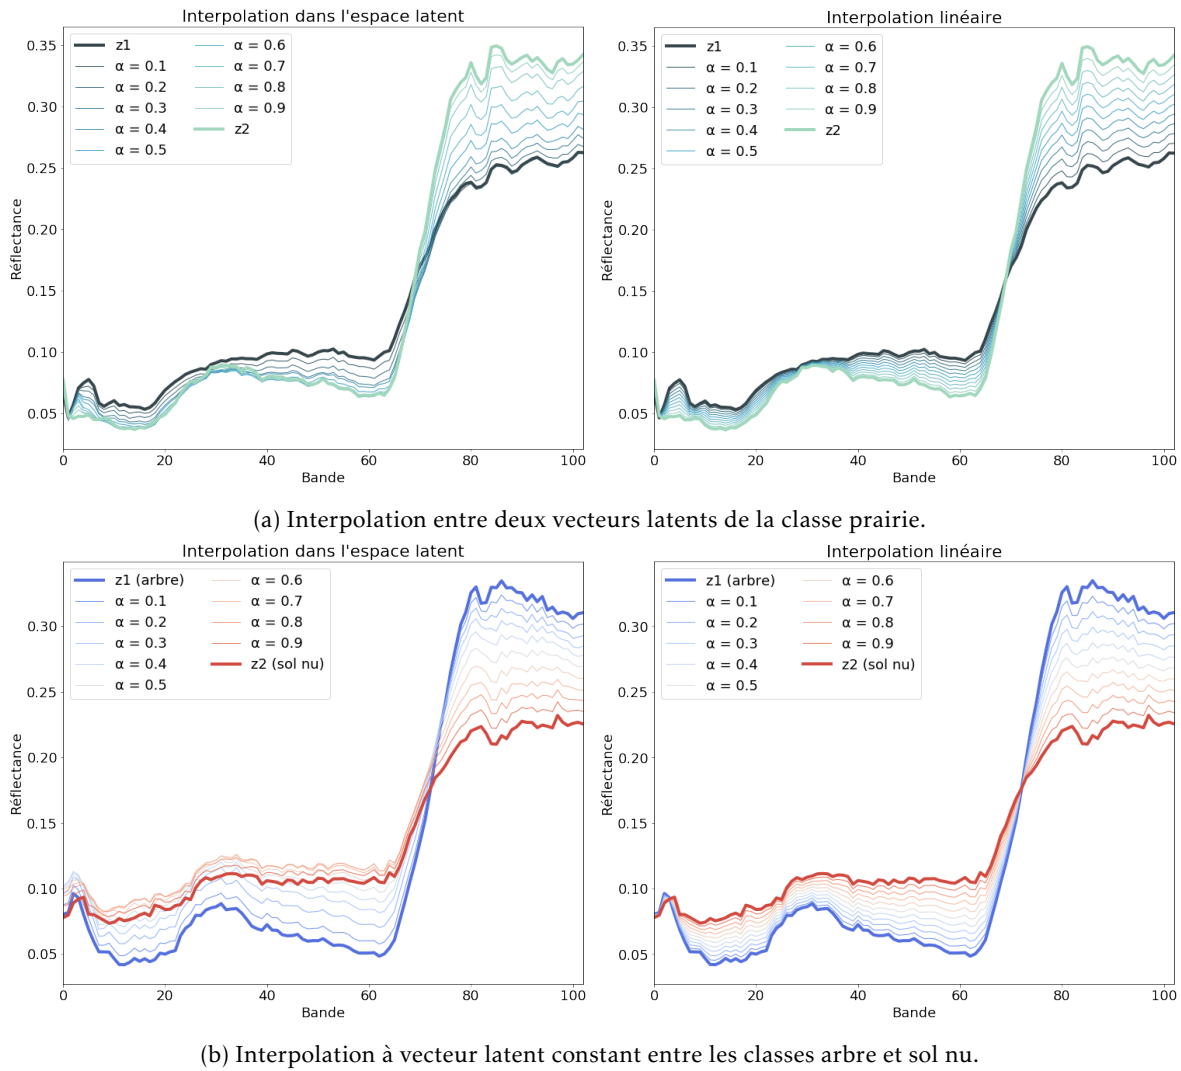 Interpolation dans l'espace latent
z1
α = 0.1
α = 0.2
α = 0.3
α = 0.4
α = 0.5
α = 0.6
α = 0.7
α = 0.8
α = 0.9
z2
0.35
0.30
0.25
0.20
0.15
0.10
0.05
Réflectance
0 20 40 60 80 100
Bande
Interpolation linéaire
z1
α = 0.1
α = 0.2
α = 0.3
α = 0.4
α = 0.5
α = 0.6
α = 0.7
α = 0.8
α = 0.9
z2
0.35
0.30
0.25
0.20
0.15
0.10
0.05
Réflectance
0 20 40 60 80 100
Bande
(a) Interpolation entre deux vecteurs latents de la classe prairie.
Interpolation dans l'espace latent
z1 (arbre)
α = 0.1
α = 0.2
α = 0.3
α = 0.4
α = 0.5
α = 0.6
α = 0.7
α = 0.8
α = 0.9
z2 (sol nu)
0.30
0.25
0.20
0.15
0.10
0.05
Réflectance
0 20 40 60 80 100
Bande
Interpolation linéaire
z1 (arbre)
α = 0.1
α = 0.2
α = 0.3
α = 0.4
α = 0.5
α = 0.6
α = 0.7
α = 0.8
α = 0.9
z2 (sol nu)
0.30
0.25
0.20
0.15
0.10
0.05
Réflectance
0 20 40 60 80 100
Bande
(b) Interpolation à vecteur latent constant entre les classes arbre et sol nu.